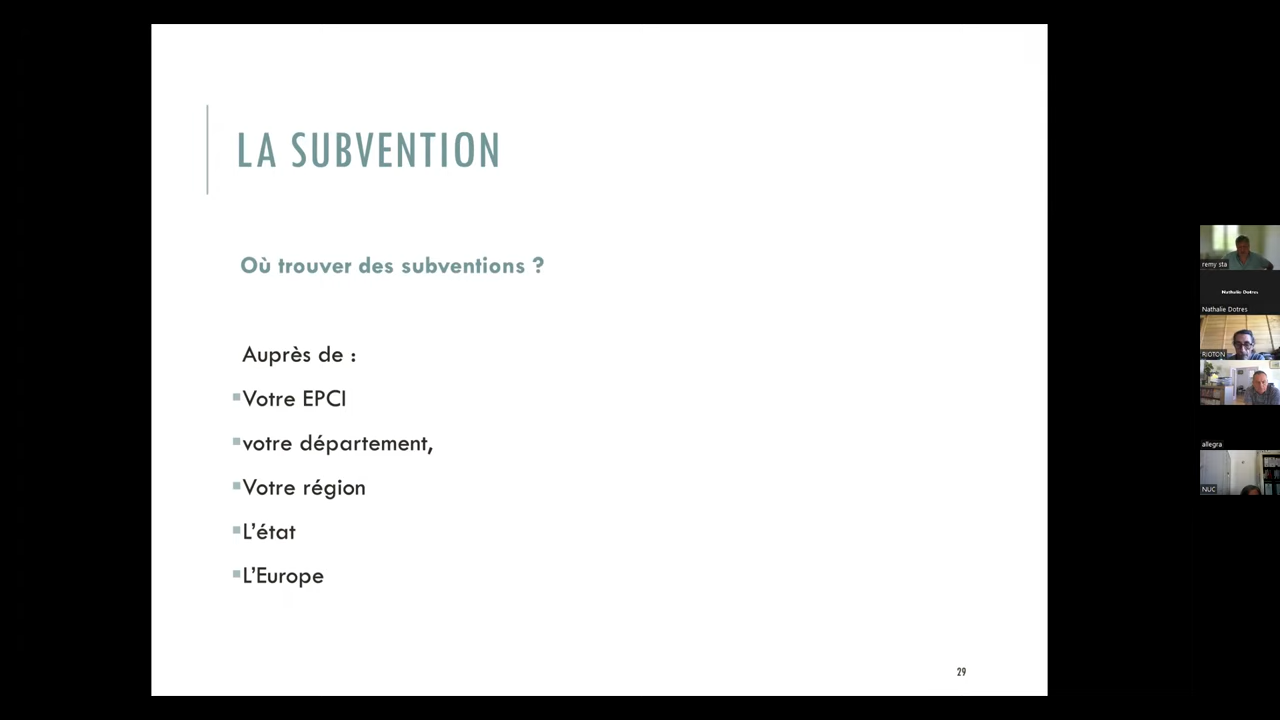 LA SUBVENTION
Où trouver des subventions ?
Auprès de :
Votre EPCI
votre département,
Votre région
L’état
L’Europe
29
remy sta
Nathalie Dotres
Nathalie Dotres
RIOTON
allegra
NUC